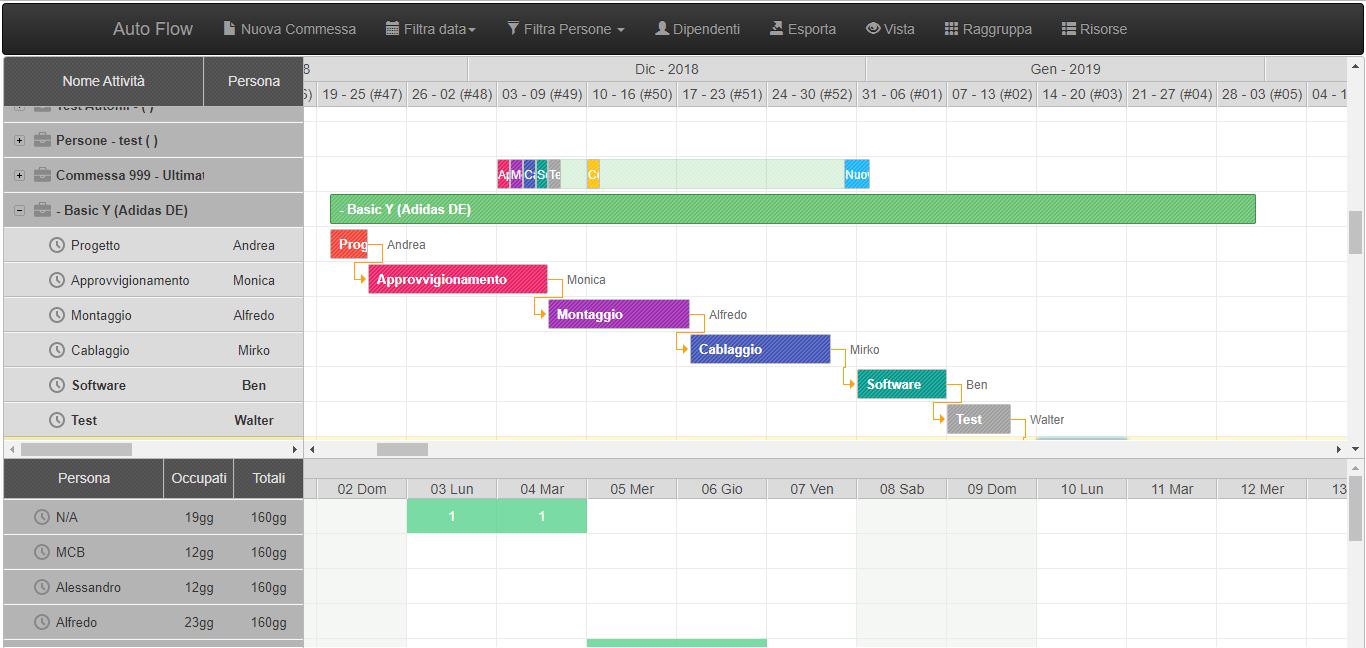 Auto Flow Nuova Commessa Filtra data Filtra Persone Dipendenti Esporta Vista Raggruppa Risorse
Nome Attività Persona
8 Dic - 2018 Gen - 2019
6) 19 - 25 (#47) 26 - 02 (#48) 03 - 09 (#49) 10 - 16 (#50) 17 - 23 (#51) 24 - 30 (#52) 31 - 06 (#01) 07 - 13 (#02) 14 - 20 (#03) 21 - 27 (#04) 28 - 03 (#05) 04 - 1
Persone - test ( )
Commessa 999 - Ultimat
Ap M Ca S Te C Nuov
- Basic Y (Adidas DE)
- Basic Y (Adidas DE)
Progetto Andrea
Prog Andrea
Approvvigionamento Monica
Approvvigionamento Monica
Montaggio Alfredo
Montaggio Alfredo
Cablaggio Mirko
Cablaggio Mirko
Software Ben
Software Ben
Test Walter
Test Walter
Persona Occupati Totali
02 Dom 03 Lun 04 Mar 05 Mer 06 Gio 07 Ven 08 Sab 09 Dom 10 Lun 11 Mar 12 Mer 13
N/A 19gg 160gg
1 1
MCB 12gg 160gg
Alessandro 12gg 160gg
Alfredo 23gg 160gg